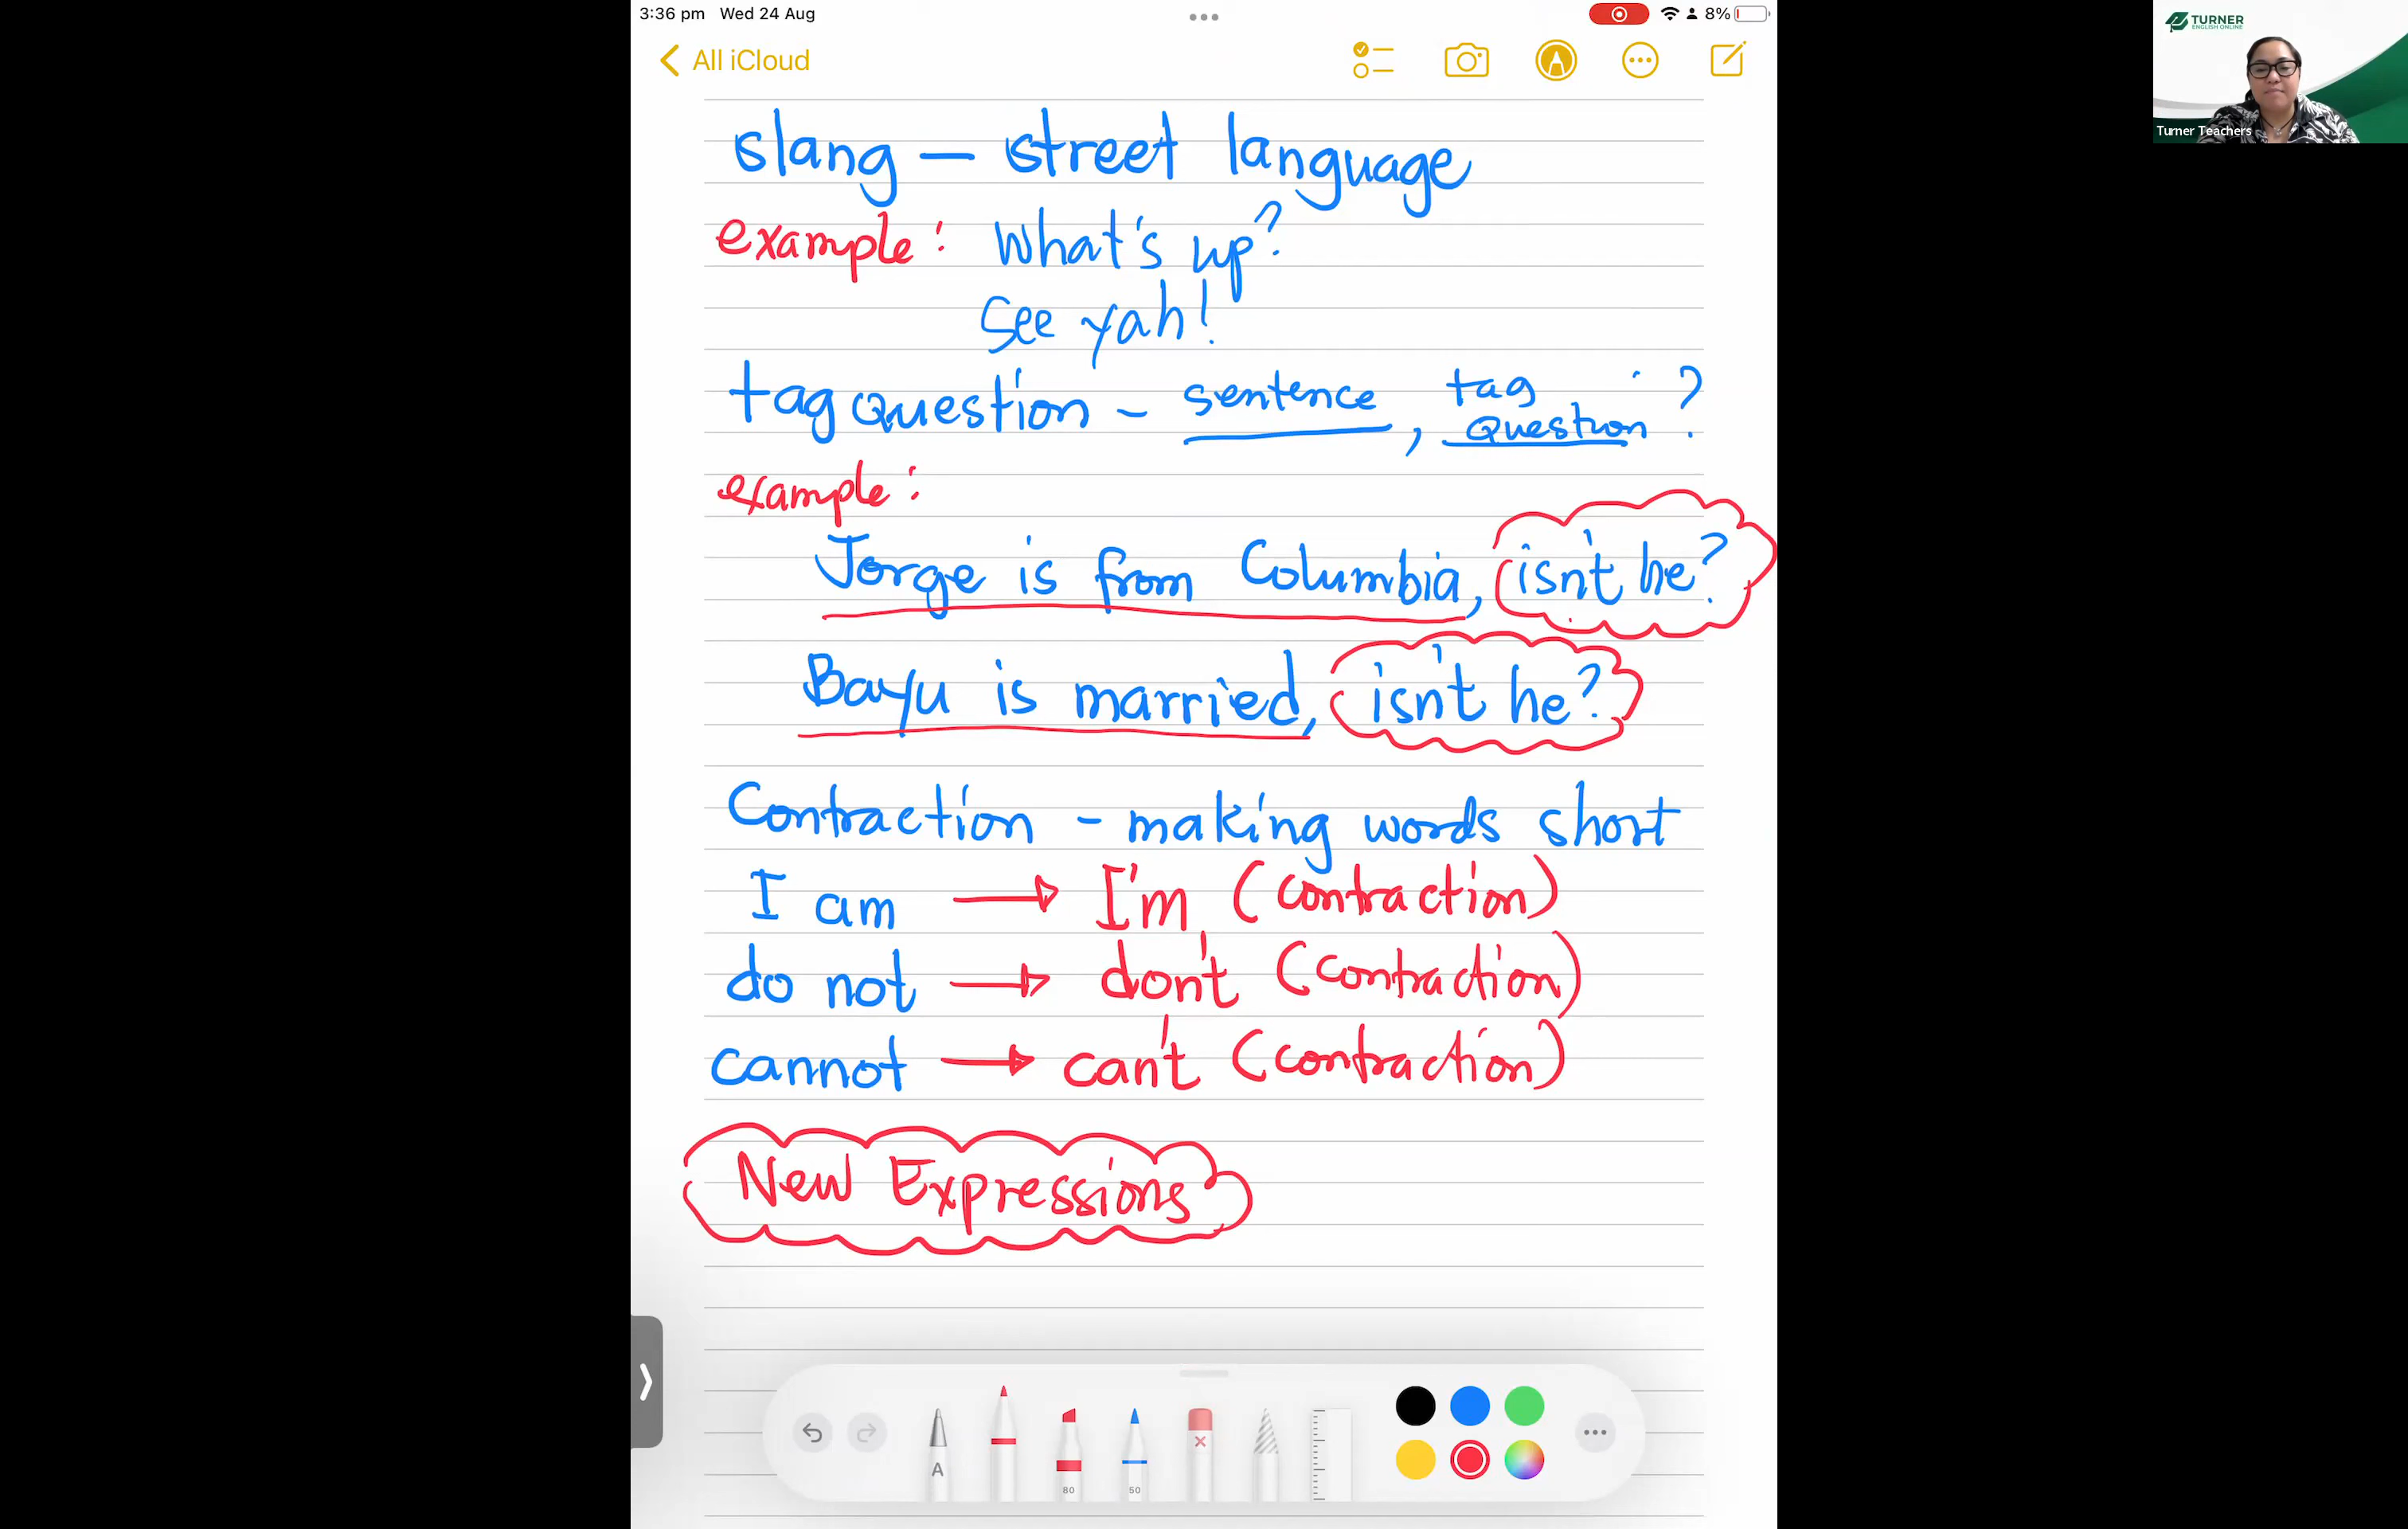 3:36 pm Wed 24 Aug
8%
All iCloud
TURNER
ENGLISH ONLINE
Turner Teachers
slang — street language
example: What's up?
See yah!
tag question - sentence, tag question ?
example:
Jorge is from Columbia, isn't he?
Bayu is married, isn't he?
Contraction - making words short
I am → I'm (contraction)
do not → don't (contraction)
cannot → can't (contraction)
New Expressions
A
80
50